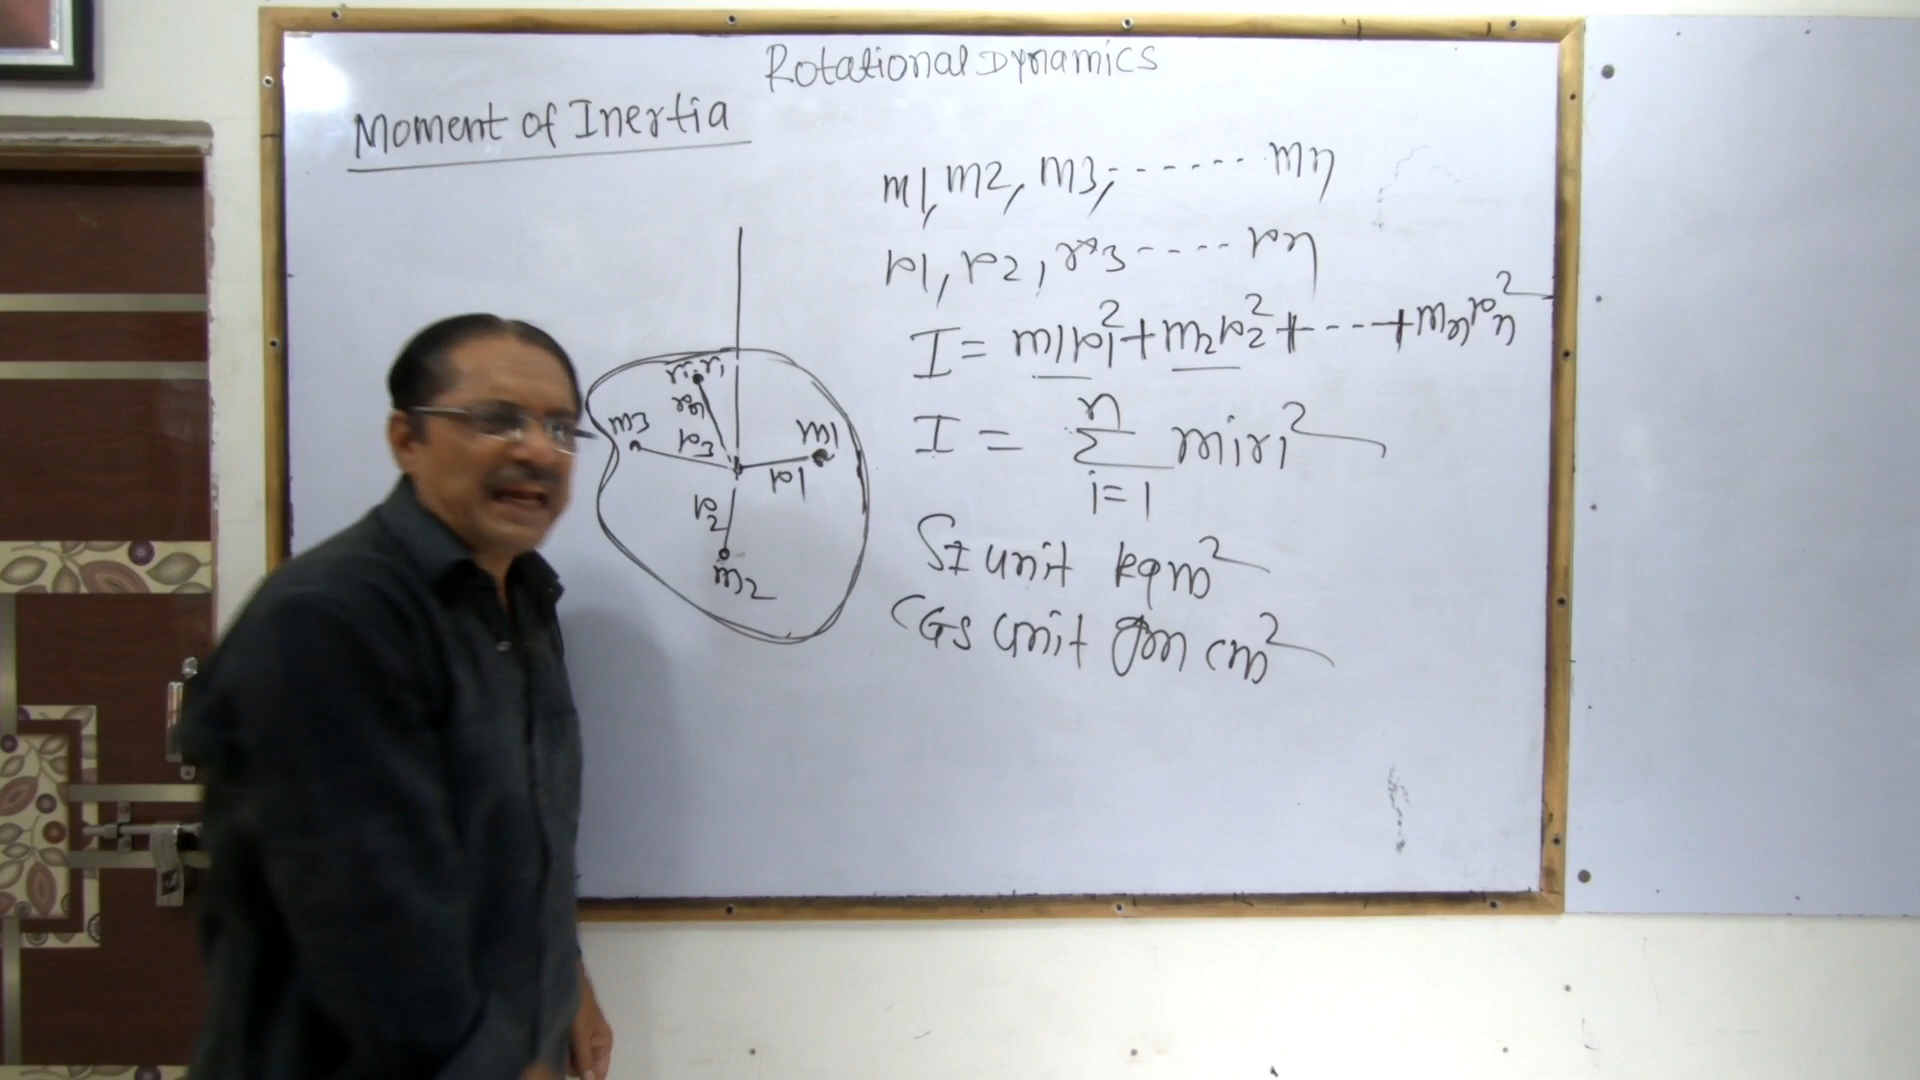 Rotational Dynamics
Moment of Inertia
m1, m2, m3, ------ mn
r1, r2, r3 ---- rn
I = m1r1² + m2r2² + ---- + mnrn²
I = n∑i=1 miri²
SI unit kgm²
CGS unit gm cm²
m3
r3
m1
r1
r2
m2